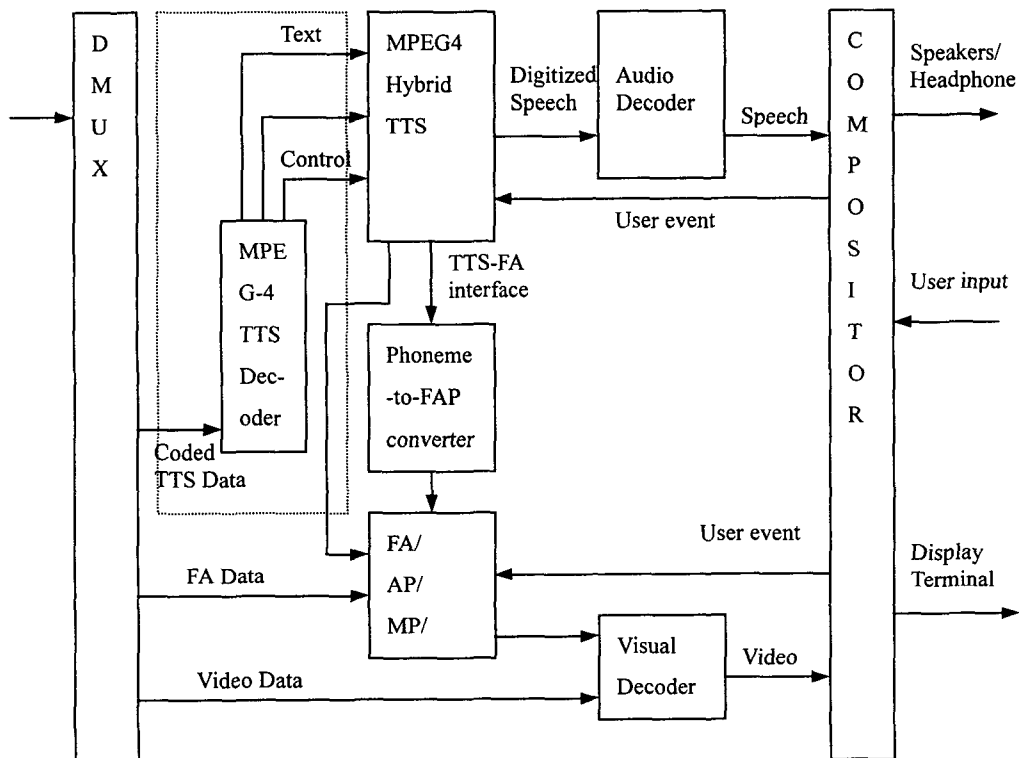 D
M
U
X
Text
Control
MPE
G-4
TTS
Dec-
oder
Coded
TTS Data
FA Data
Video Data
MPEG4
Hybrid
TTS
TTS-FA
interface
Phoneme
-to-FAP
converter
FA/
AP/
MP/
Digitized
Speech
Audio
Decoder
Speech
User event
User event
Visual
Decoder
Video
C
O
M
P
O
S
I
T
O
R
Speakers/
Headphone
User input
Display
Terminal